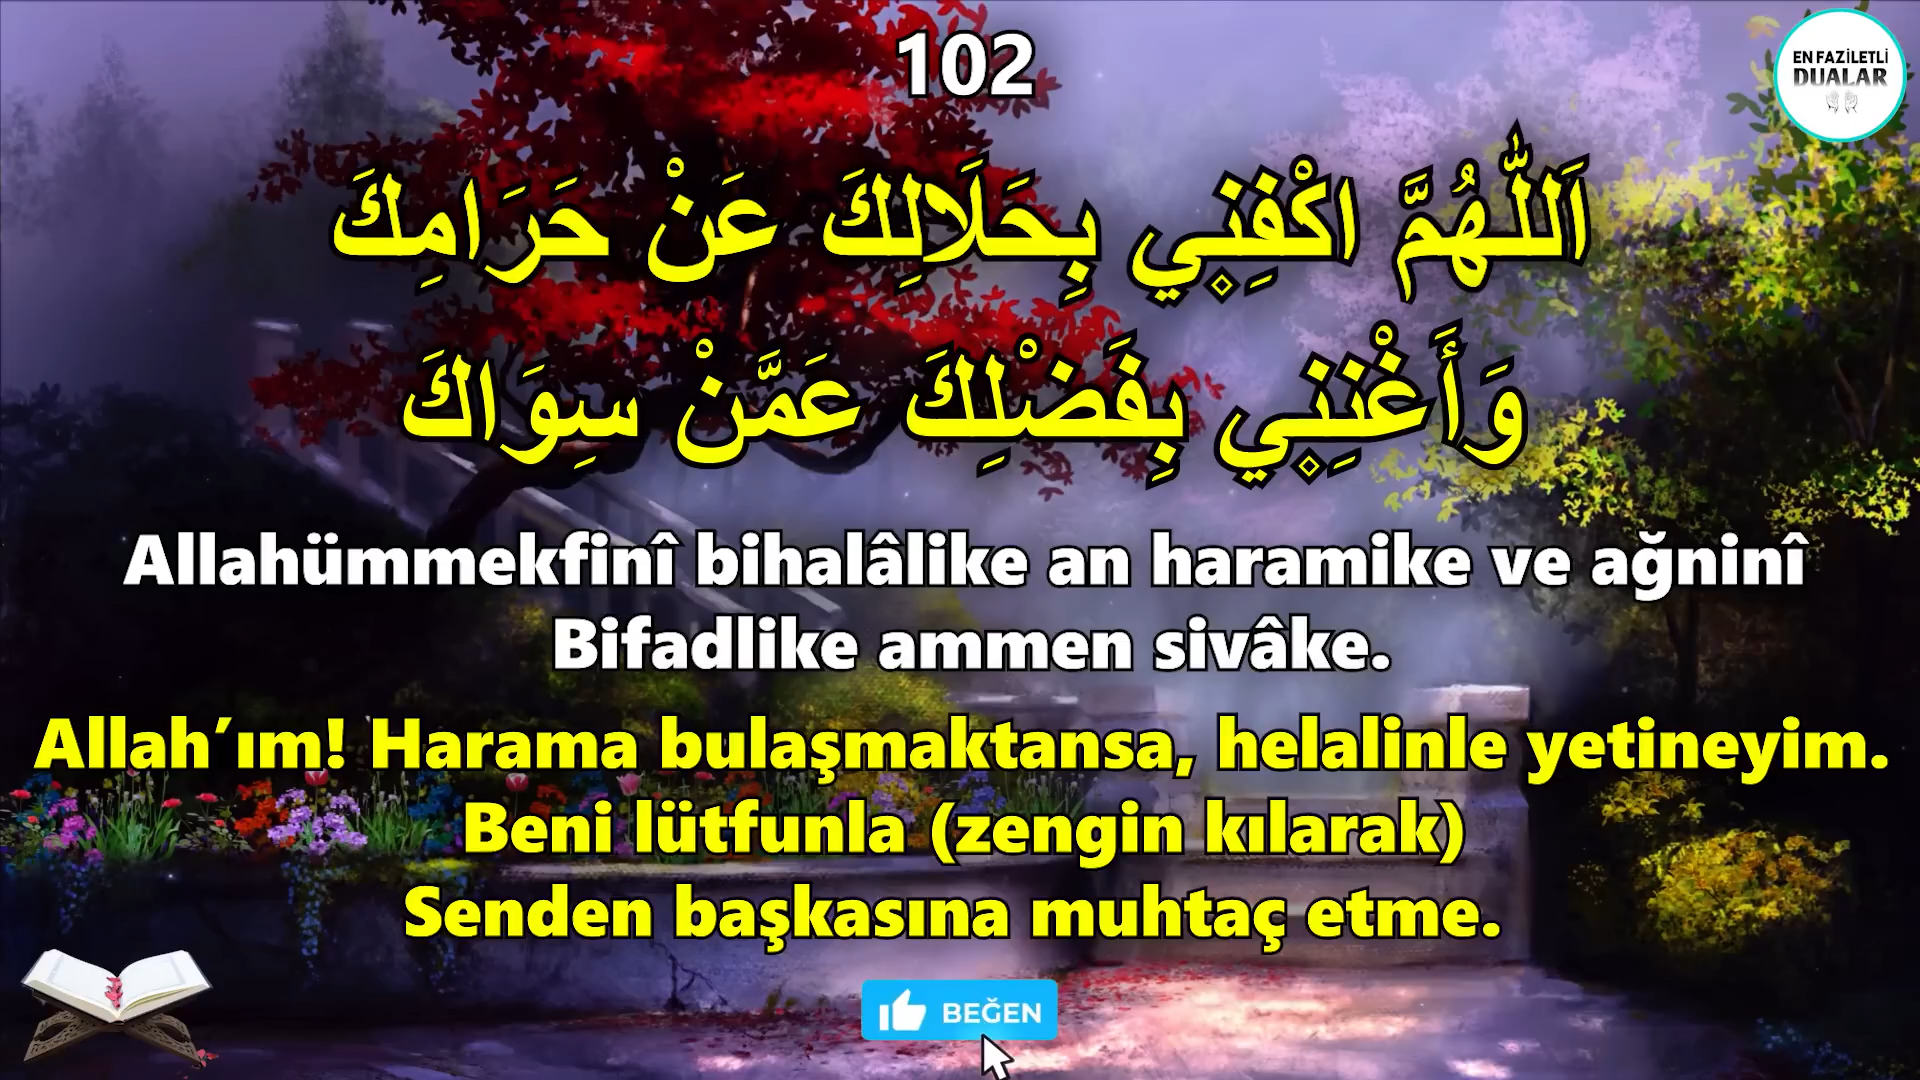 102
EN FAZİLETLİ
DUALAR
اَللّٰهُمَّ اكْفِنٖي بِحَلَالِكَ عَنْ حَرَامِكَ
وَأَغْنِنٖي بِفَضْلِكَ عَمَّنْ سِوَاكَ
Allahümmekfinî bihalâlike an haramike ve ağninî
Bifadlike ammen sivâke.
Allah’ım! Harama bulaşmaktansa, helalinle yetineyim.
Beni lütfunla (zengin kılarak)
Senden başkasına muhtaç etme.
BEĞEN